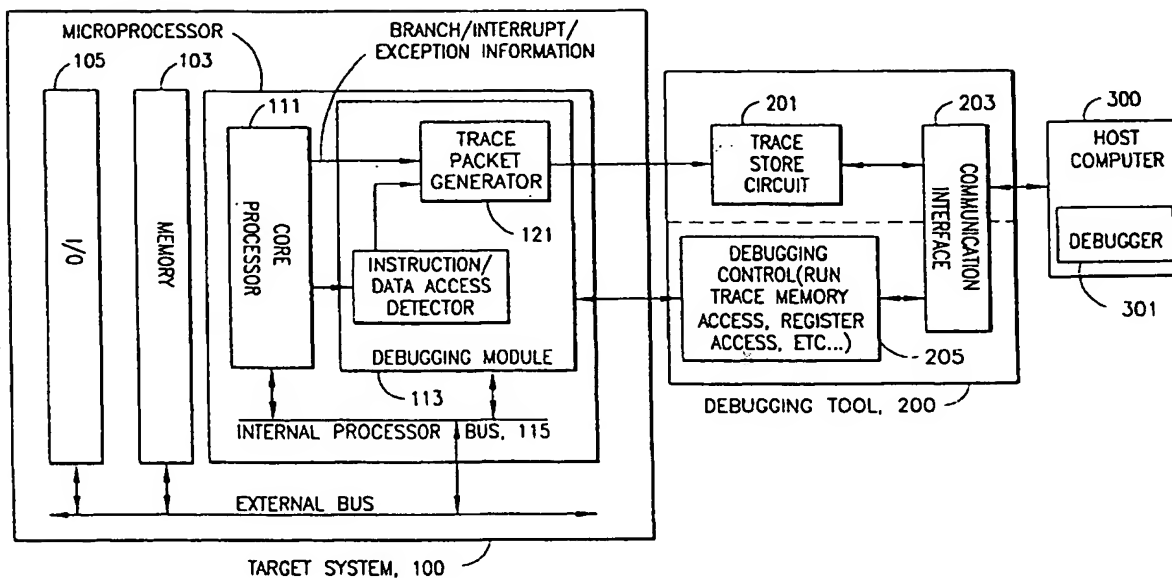 MICROPROCESSOR
BRANCH/INTERRUPT/
EXCEPTION INFORMATION
105
103
111
I/O
MEMORY
CORE
PROCESSOR
TRACE
PACKET
GENERATOR
121
INSTRUCTION/
DATA ACCESS
DETECTOR
DEBUGGING MODULE
113
INTERNAL PROCESSOR BUS, 115
EXTERNAL BUS
TARGET SYSTEM, 100
201
TRACE
STORE
CIRCUIT
203
COMMUNICATION
INTERFACE
DEBUGGING
CONTROL(RUN
TRACE MEMORY
ACCESS, REGISTER
ACCESS, ETC...)
205
DEBUGGING TOOL, 200
300
HOST
COMPUTER
DEBUGGER
301